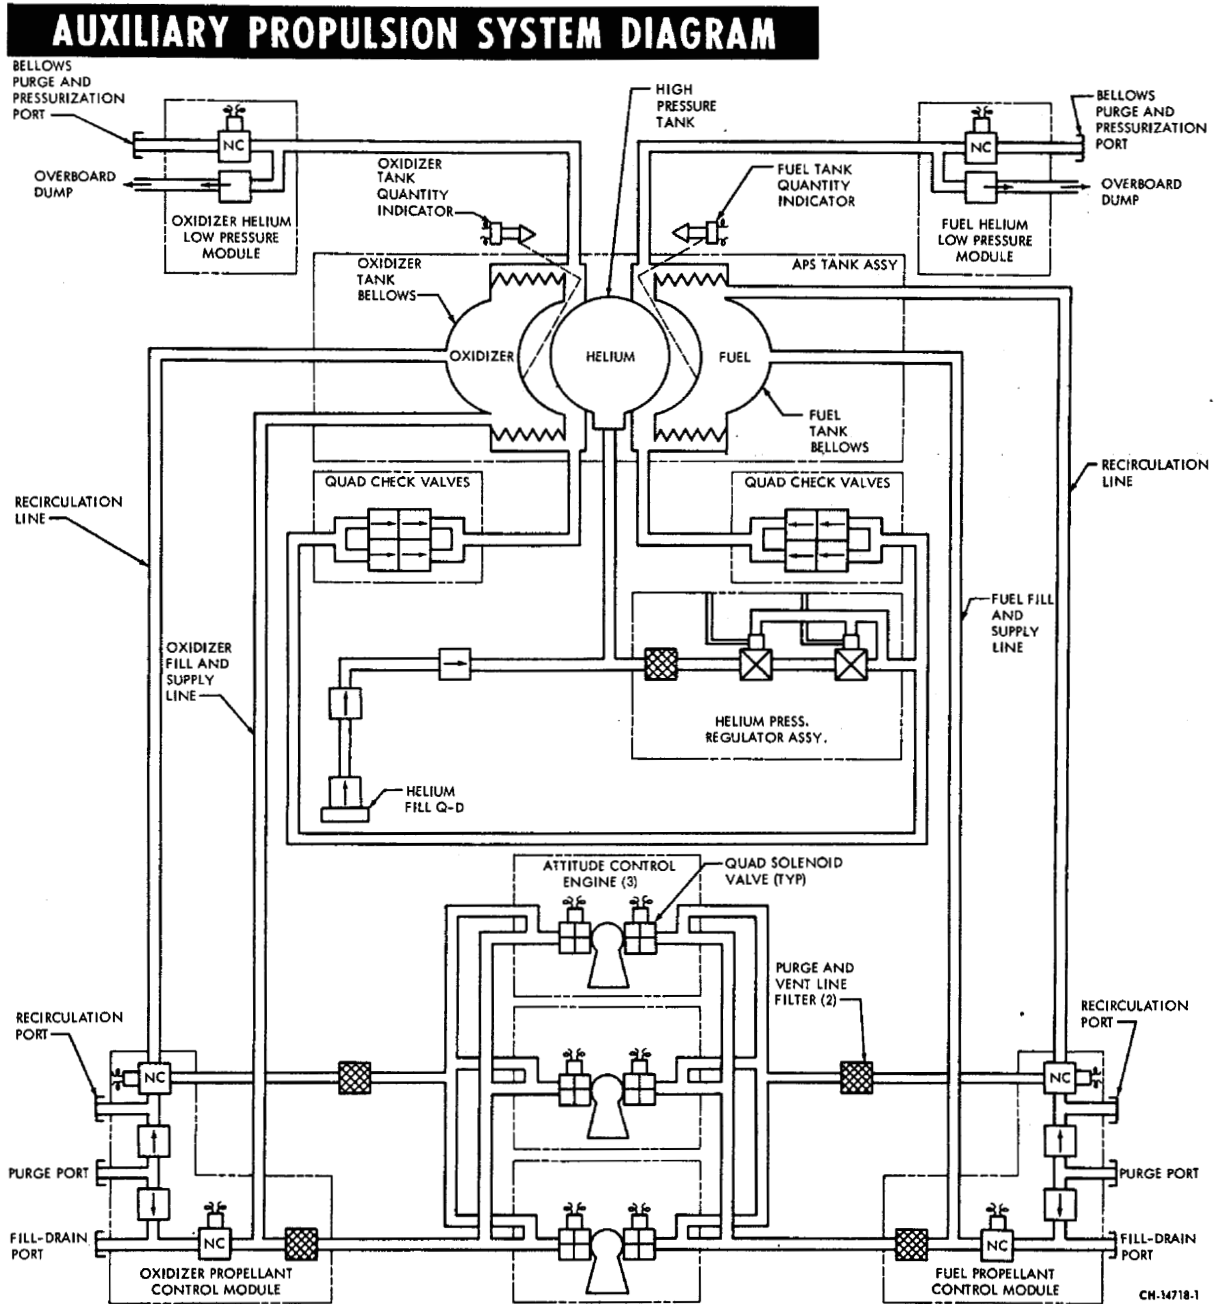 AUXILIARY PROPULSION SYSTEM DIAGRAM
BELLOWS
PURGE AND
PRESSURIZATION
PORT
NC
OVERBOARD
DUMP
OXIDIZER HELIUM
LOW PRESSURE
MODULE
OXIDIZER
TANK
QUANTITY
INDICATOR
HIGH
PRESSURE
TANK
FUEL TANK
QUANTITY
INDICATOR
NC
BELLOWS
PURGE AND
PRESSURIZATION
PORT
OVERBOARD
DUMP
FUEL HELIUM
LOW PRESSURE
MODULE
OXIDIZER
TANK
BELLOWS
APS TANK ASSY
OXIDIZER
HELIUM
FUEL
FUEL
TANK
BELLOWS
RECIRCULATION
LINE
QUAD CHECK VALVES
QUAD CHECK VALVES
RECIRCULATION
LINE
OXIDIZER
FILL AND
SUPPLY
LINE
FUEL FILL
AND
SUPPLY
LINE
HELIUM PRESS.
REGULATOR ASSY.
HELIUM
FILL Q-D
ATTITUDE CONTROL
ENGINE (3)
QUAD SOLENOID
VALVE (TYP)
PURGE AND
VENT LINE
FILTER (2)
RECIRCULATION
PORT
NC
RECIRCULATION
PORT
NC
PURGE PORT
PURGE PORT
FILL-DRAIN
PORT
NC
OXIDIZER PROPELLANT
CONTROL MODULE
NC
FUEL PROPELLANT
CONTROL MODULE
FILL-DRAIN
PORT
CH-14718-1